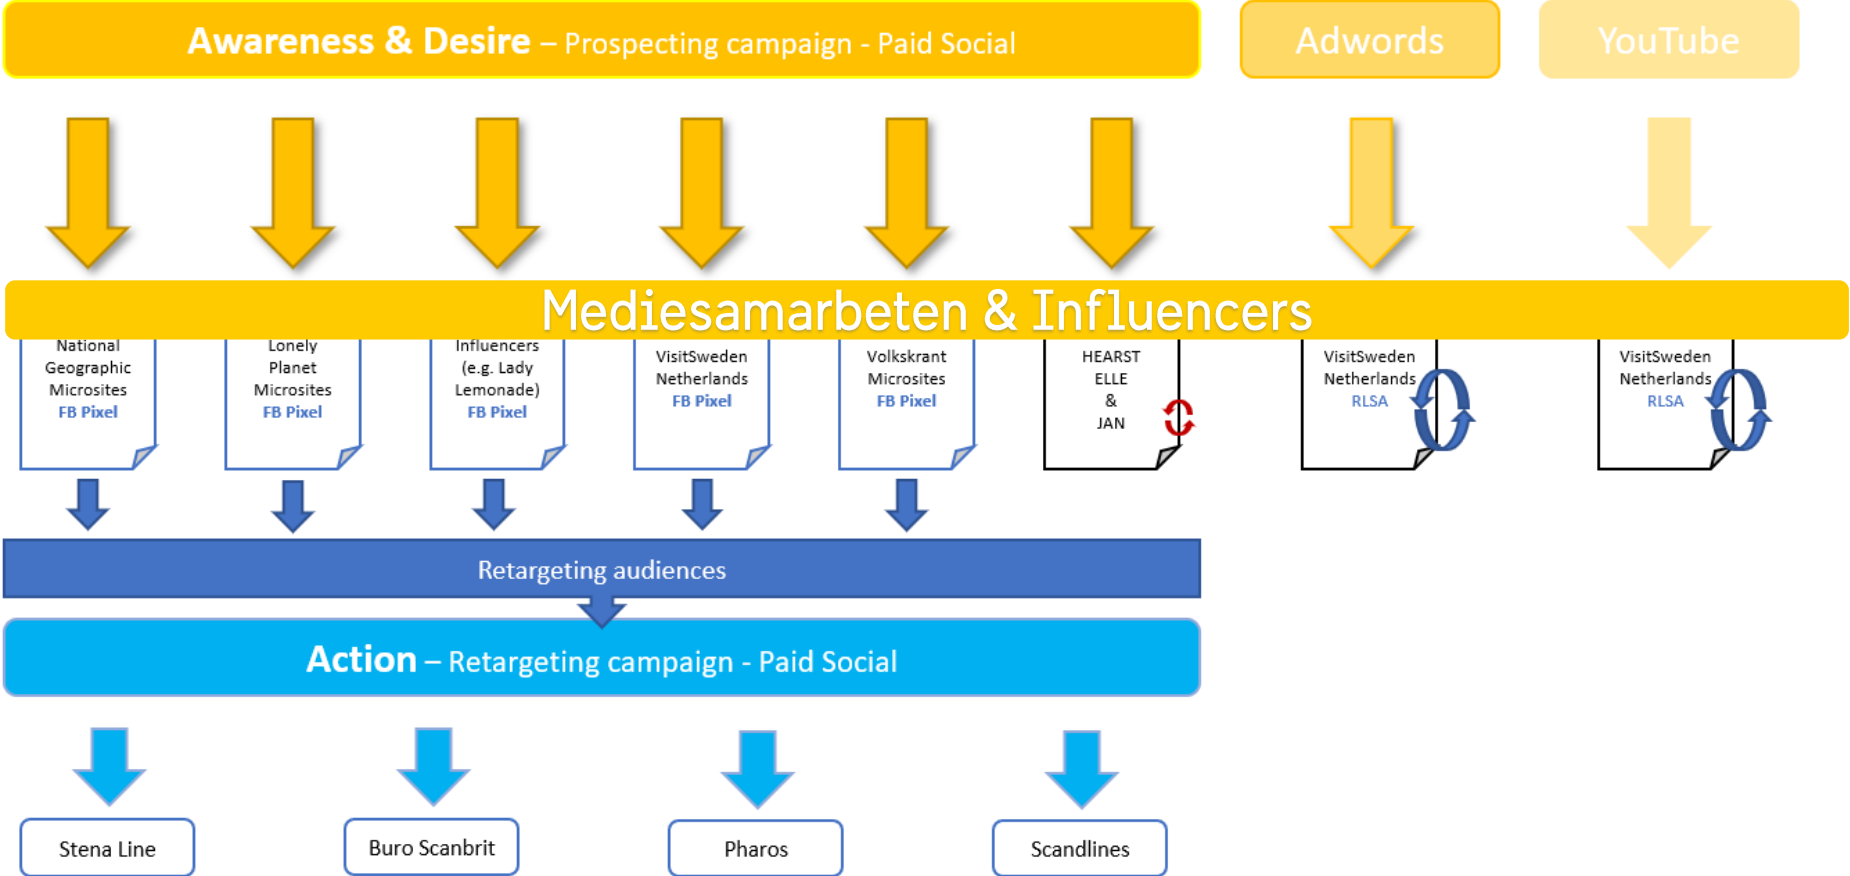 Awareness & Desire – Prospecting campaign - Paid Social
Adwords
YouTube
Mediesamarbeten & Influencers
National
Geographic
Microsites
FB Pixel
Lonely
Planet
Microsites
FB Pixel
Influencers
(e.g. Lady
Lemonade)
FB Pixel
VisitSweden
Netherlands
FB Pixel
Volkskrant
Microsites
FB Pixel
HEARST
ELLE
&
JAN
VisitSweden
Netherlands
RLSA
VisitSweden
Netherlands
RLSA
Retargeting audiences
Action – Retargeting campaign - Paid Social
Stena Line
Buro Scanbrit
Pharos
Scandlines